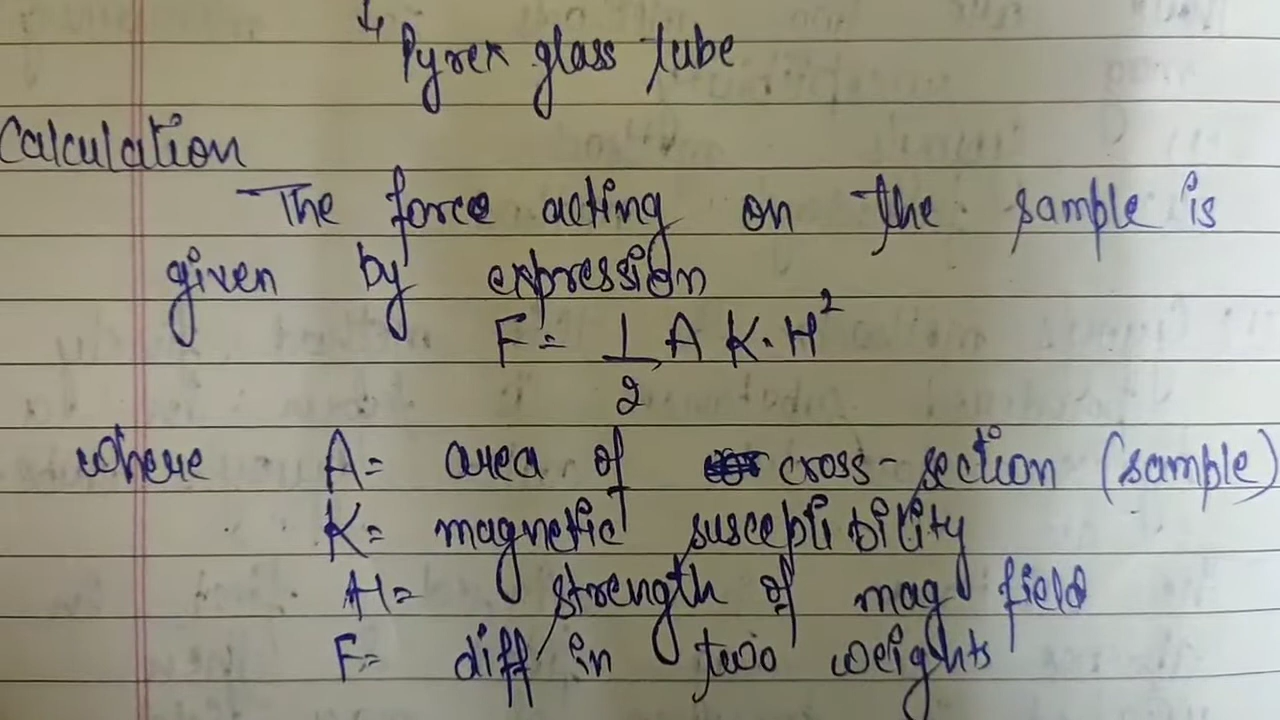 ↳ Pyrex glass tube
Calculation
The force acting on the sample is
given by expression
F = 1/2 A K. H²
where A = area of cross-section (sample)
K = magnetic susceptibility
H = strength of mag field
F = diff in two weights